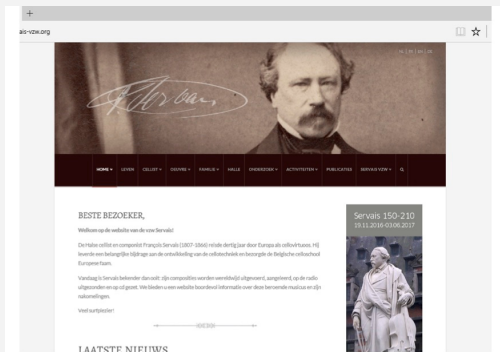 ais-vzw.org
HOME
LEVEN
CELLIST
OEUVRE
FAMILIE
HALLE
ONDERZOEK
ACTIVITEITEN
PUBLICATIES
SERVAIS VZW
BESTE BEZOEKER,
Welkom op de website van de vzw Servais!
De Halse cellist en componist François Servais (1807-1866) reisde dertig jaar door Europa als cellovirtuoos. Hij
leverde een belangrijke bijdrage aan de ontwikkeling van de cellotechniek en bezorgde de Belgische celloschool
Europese faam.
Vandaag is Servais bekender dan ooit: zijn composities worden wereldwijd uitgevoerd, aangeleerd, op de radio
uitgezonden en op cd gezet. We bieden u een website boordevol informatie over deze beroemde musicus en zijn
nakomelingen.
Veel surfplezier!
LAATSTE NIEUWS
Servais 150-210
19.11.2016-03.06.2017